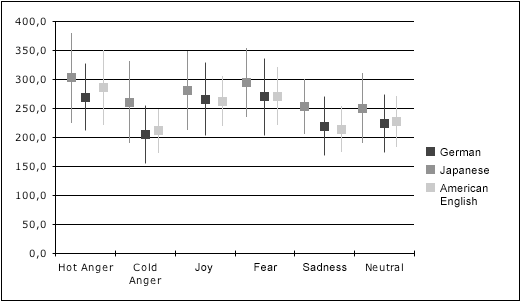 400,0
350,0
300,0
250,0
200,0
150,0
100,0
50,0
0,0
Hot Anger
Cold
Anger
Joy
Fear
Sadness
Neutral
German
Japanese
American
English